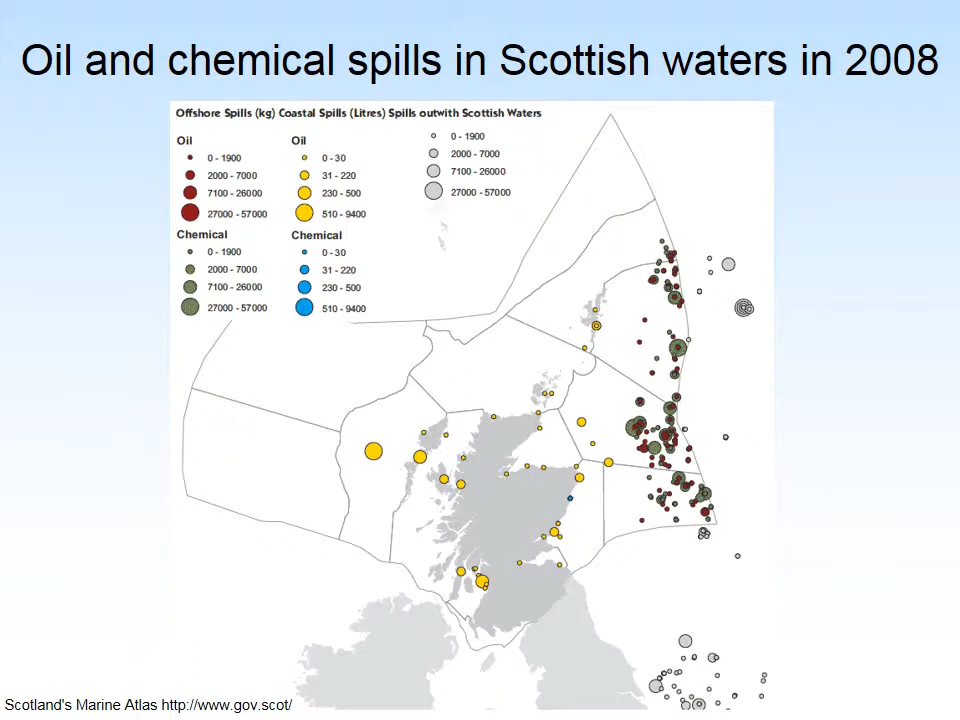 Oil and chemical spills in Scottish waters in 2008
Offshore Spills (kg) Coastal Spills (Litres) Spills outwith Scottish Waters
Oil
0 - 1900
2000 - 7000
7100 - 26000
27000 - 57000
Chemical
0 - 1900
2000 - 7000
7100 - 26000
27000 - 57000
Oil
0 - 30
31 - 220
230 - 500
510 - 9400
Chemical
0 - 30
31 - 220
230 - 500
510 - 9400
0 - 1900
2000 - 7000
7100 - 26000
27000 - 57000
Scotland's Marine Atlas http://www.gov.scot/